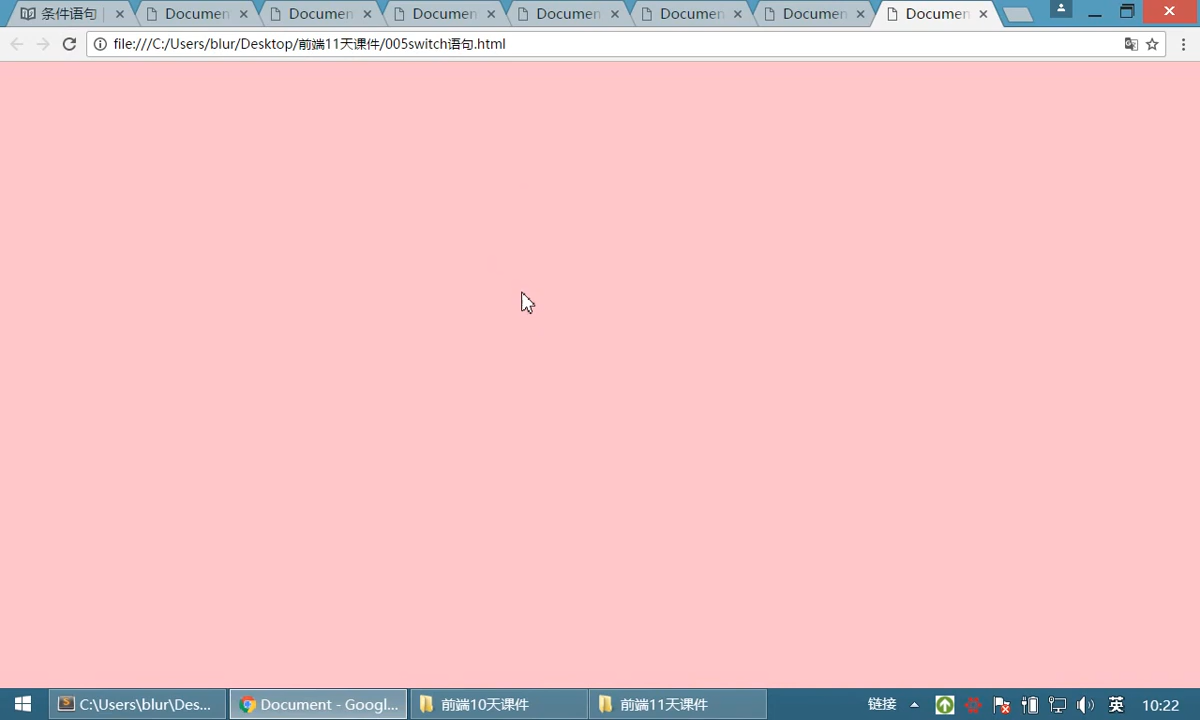 条件语句 Documen Documen Documen Documen Documen Documen Documen
file:///C:/Users/blur/Desktop/前端11天课件/005switch语句.html
C:\Users\blur\Des... Document - Googl... 前端10天课件 前端11天课件 链接 英 10:22